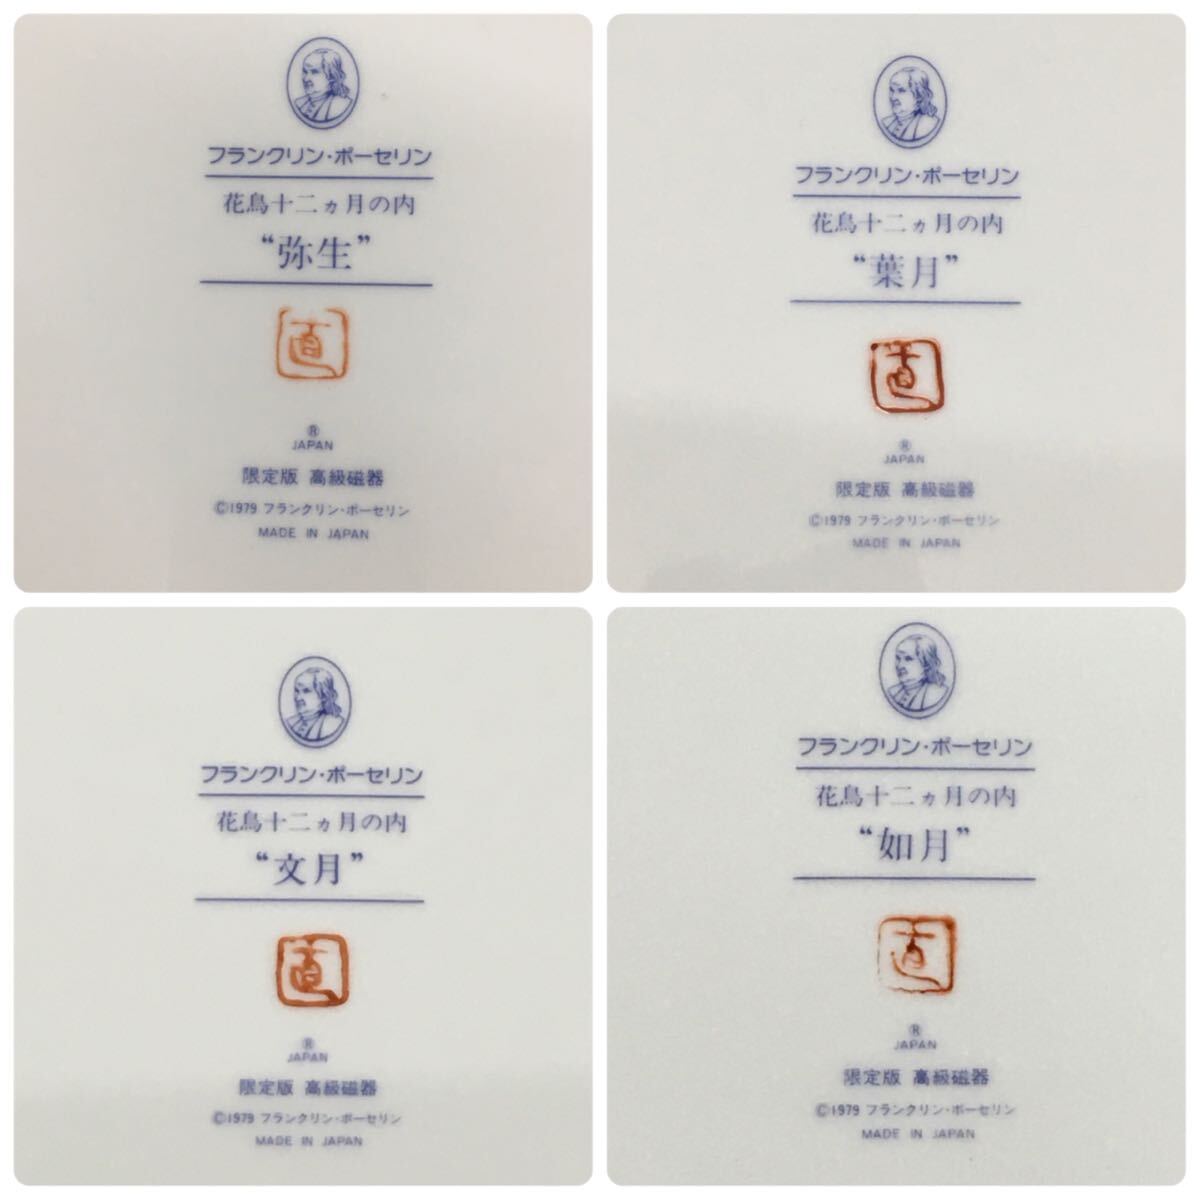 フランクリン・ポーセリン
花鳥十二ヵ月の内
“弥生”
直
®
JAPAN
限定版 高級磁器
©1979 フランクリン・ポーセリン
MADE IN JAPAN
フランクリン・ポーセリン
花鳥十二ヵ月の内
“葉月”
直
®
JAPAN
限定版 高級磁器
©1979 フランクリン・ポーセリン
MADE IN JAPAN
フランクリン・ポーセリン
花鳥十二ヵ月の内
“文月”
直
®
JAPAN
限定版 高級磁器
©1979 フランクリン・ポーセリン
MADE IN JAPAN
フランクリン・ポーセリン
花鳥十二ヵ月の内
“如月”
直
®
JAPAN
限定版 高級磁器
©1979 フランクリン・ポーセリン
MADE IN JAPAN